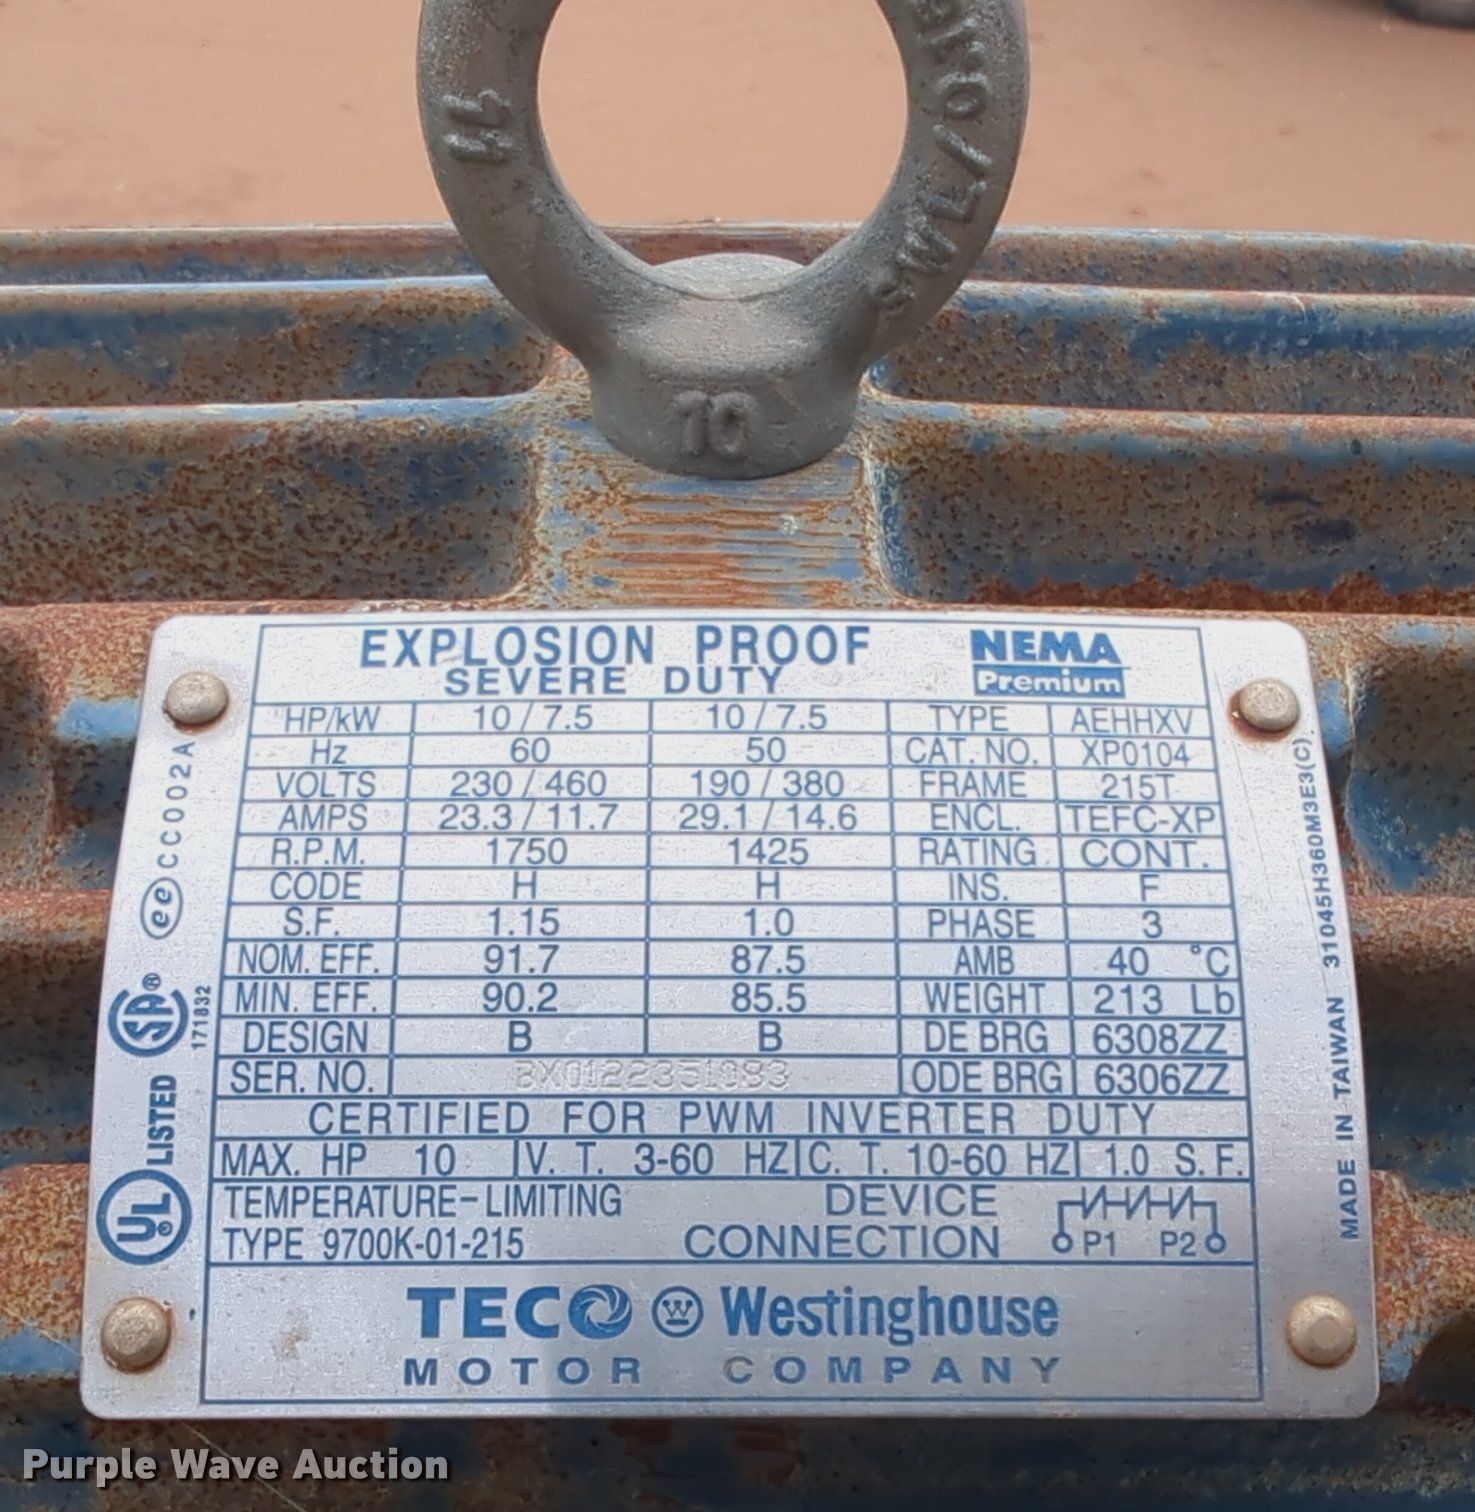 10
EXPLOSION PROOF
SEVERE DUTY
NEMA
Premium
HP/kW 10/7.5 10/7.5 TYPE AEHHXV
Hz 60 50 CAT. NO. XP0104
VOLTS 230/460 190/380 FRAME 215T
AMPS 23.3/11.7 29.1/14.6 ENCL. TEFC-XP
R.P.M. 1750 1425 RATING CONT.
CODE H H INS. F
S.F. 1.15 1.0 PHASE 3
NOM. EFF. 91.7 87.5 AMB 40 °C
MIN. EFF. 90.2 85.5 WEIGHT 213 Lb
DESIGN B B DE BRG 6308ZZ
SER. NO. BX0122351093 ODE BRG 6306ZZ
CERTIFIED FOR PWM INVERTER DUTY
MAX. HP 10 V. T. 3-60 HZ C. T. 10-60 HZ 1.0 S.F.
TEMPERATURE-LIMITING DEVICE
TYPE 9700K-01-215 CONNECTION P1 P2
TECO W Westinghouse
MOTOR COMPANY
ee CC002A
SA® 171832
UL® LISTED
MADE IN TAIWAN 31045H360M3E3(C)
Purple Wave Auction